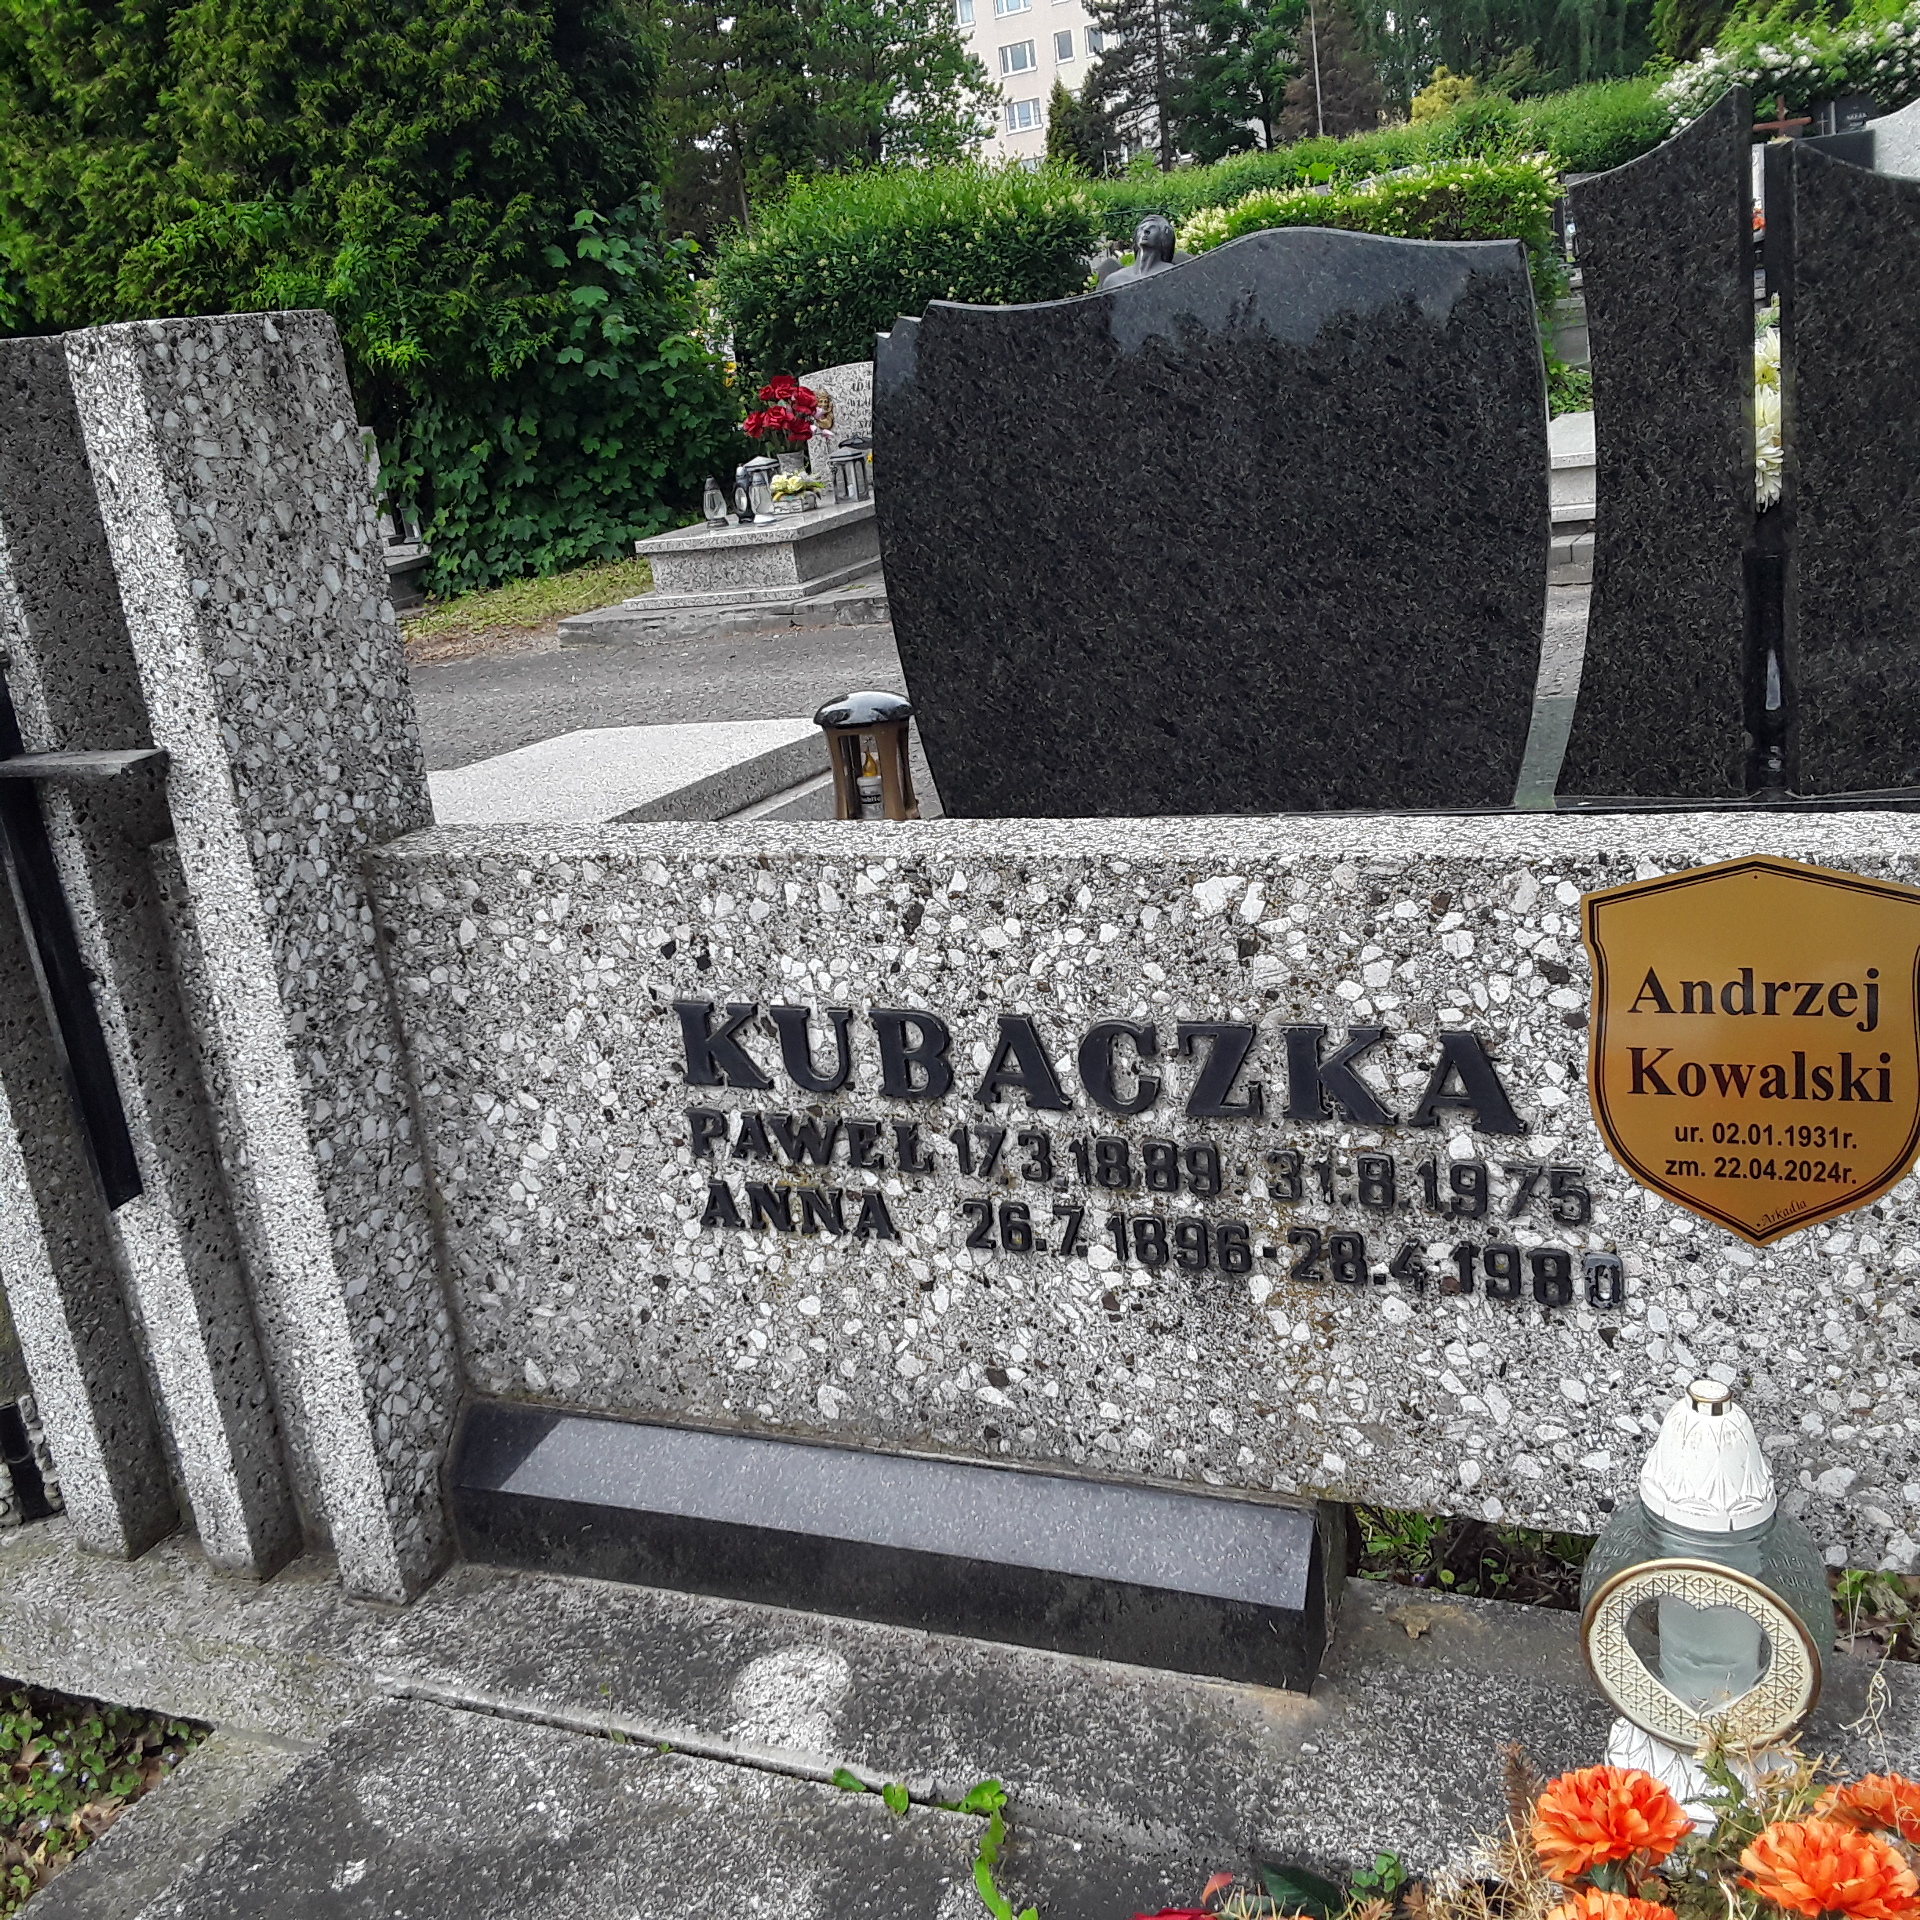 KUBACZKA
PAWEŁ 17.3.1889 · 31.8.1975
ANNA 26.7.1896 · 28.4.1980
Andrzej
Kowalski
ur. 02.01.1931r.
zm. 22.04.2024r.
Arkadia